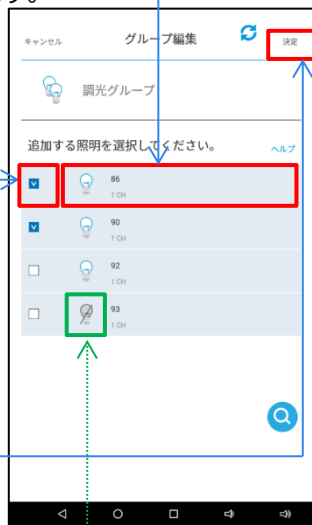 す。
キャンセル グループ編集 決定
調光グループ
追加する照明を選択してください。 ヘルプ
86
1 CH
90
1 CH
92
1 CH
93
1 CH